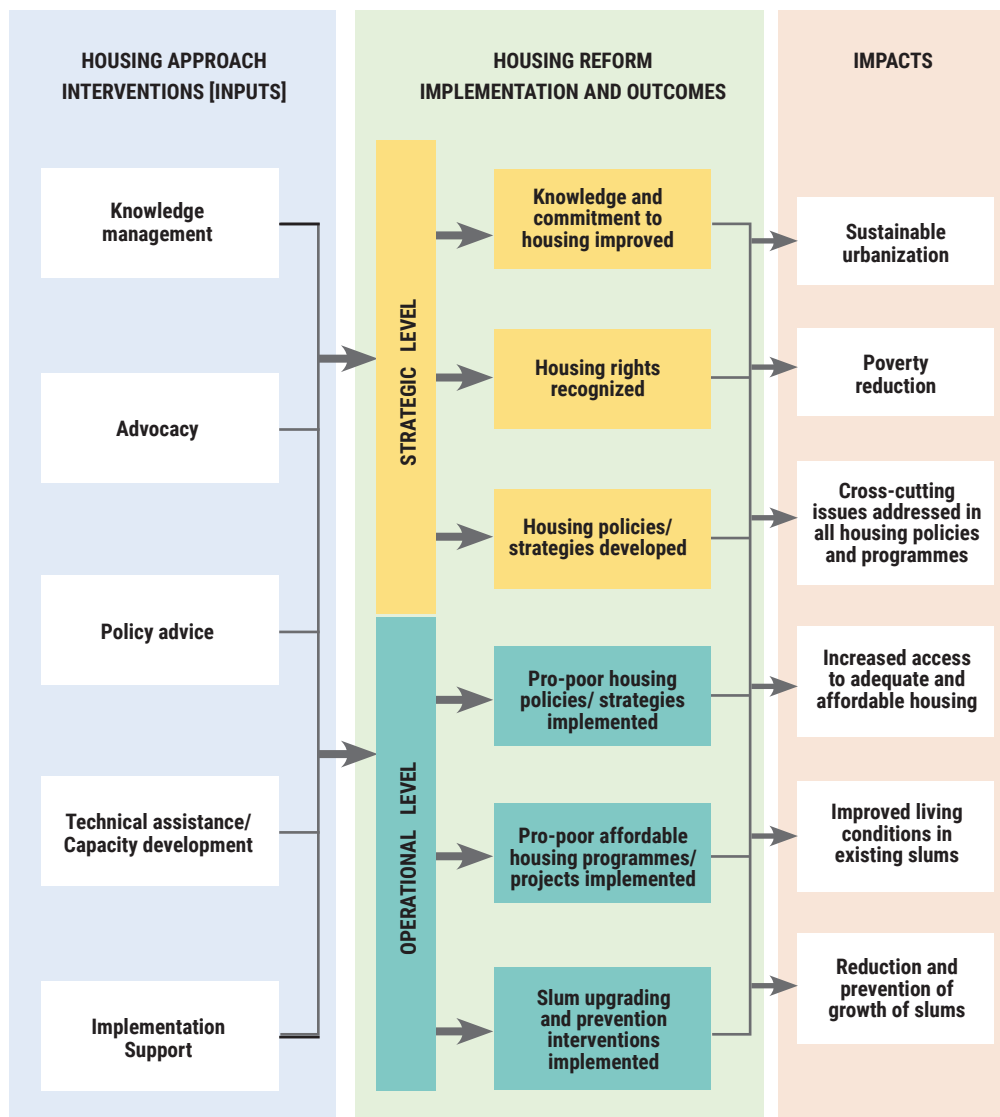 HOUSING APPROACH
INTERVENTIONS [INPUTS]
Knowledge
management
Advocacy
Policy advice
Technical assistance/
Capacity development
Implementation
Support
HOUSING REFORM
IMPLEMENTATION AND OUTCOMES
STRATEGIC LEVEL
Knowledge and
commitment to
housing improved
Housing rights
recognized
Housing policies/
strategies developed
OPERATIONAL LEVEL
Pro-poor housing
policies/ strategies
implemented
Pro-poor affordable
housing programmes/
projects implemented
Slum upgrading
and prevention
interventions
implemented
IMPACTS
Sustainable
urbanization
Poverty
reduction
Cross-cutting
issues addressed in
all housing policies
and programmes
Increased access
to adequate and
affordable housing
Improved living
conditions in
existing slums
Reduction and
prevention of
growth of slums